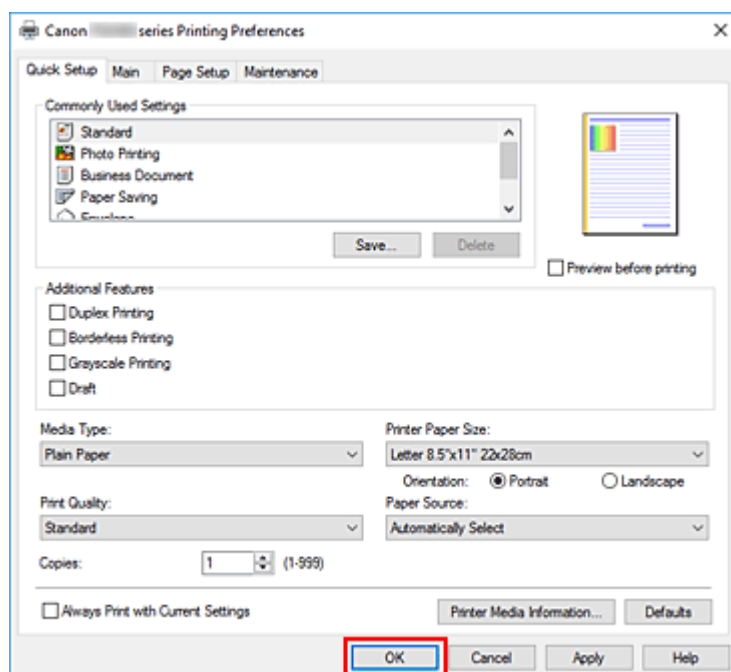 Canon series Printing Preferences
Quick Setup Main Page Setup Maintenance
Commonly Used Settings
Standard
Photo Printing
Business Document
Paper Saving
Envelope
Save... Delete
Preview before printing
Additional Features
Duplex Printing
Borderless Printing
Grayscale Printing
Draft
Media Type: Printer Paper Size:
Plain Paper Letter 8.5"x11" 22x28cm
Orientation: Portrait Landscape
Print Quality: Paper Source:
Standard Automatically Select
Copies: 1 (1-999)
Always Print with Current Settings Printer Media Information... Defaults
OK Cancel Apply Help